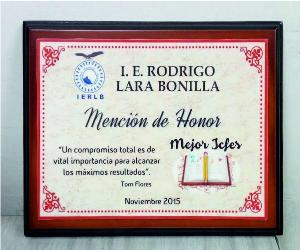 I. E. RODRIGO
LARA BONILLA
IERLB
Mención de Honor
"Un compromiso total es de
vital importancia para alcanzar
los máximos resultados".
Tom Flores
Mejor Icfes
Noviembre 2015